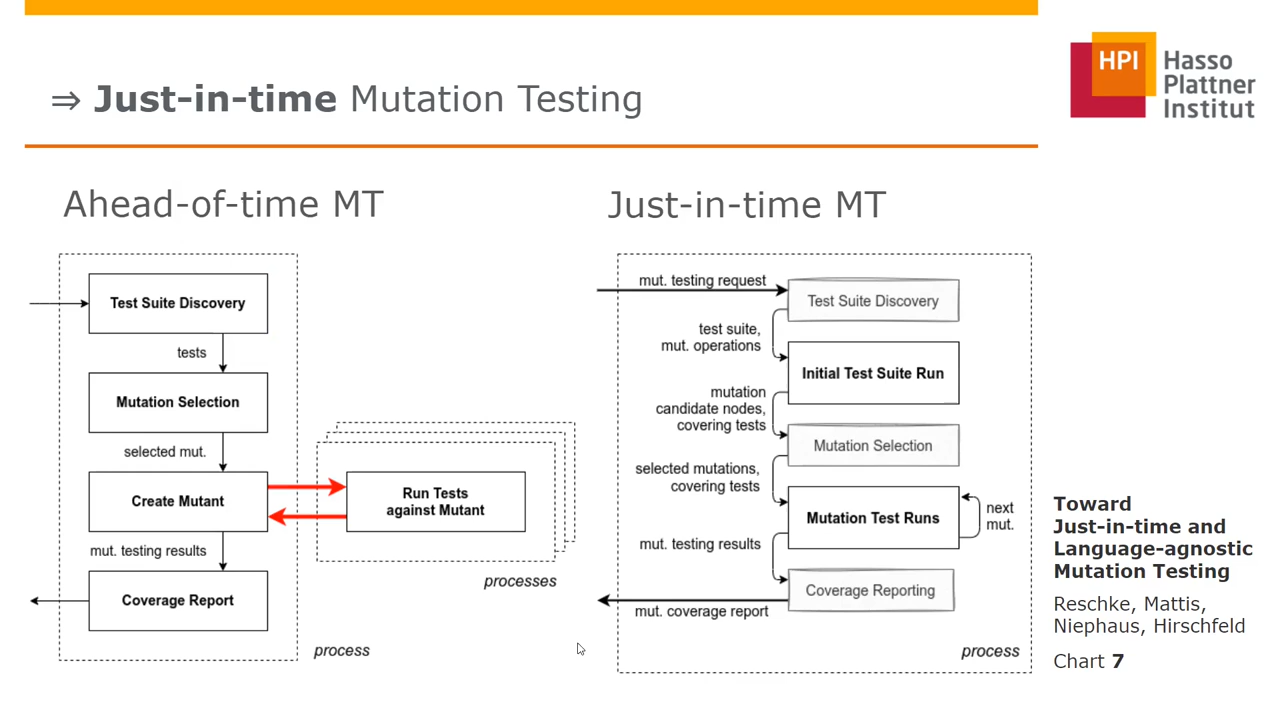 ⇒ Just-in-time Mutation Testing
HPI
Hasso
Plattner
Institut
Ahead-of-time MT
Test Suite Discovery
tests
Mutation Selection
selected mut.
Create Mutant
mut. testing results
Coverage Report
process
Run Tests
against Mutant
processes
Just-in-time MT
mut. testing request
Test Suite Discovery
test suite,
mut. operations
Initial Test Suite Run
mutation
candidate nodes,
covering tests
Mutation Selection
selected mutations,
covering tests
Mutation Test Runs
next
mut.
mut. testing results
Coverage Reporting
mut. coverage report
process
Toward
Just-in-time and
Language-agnostic
Mutation Testing
Reschke, Mattis,
Niephaus, Hirschfeld
Chart 7